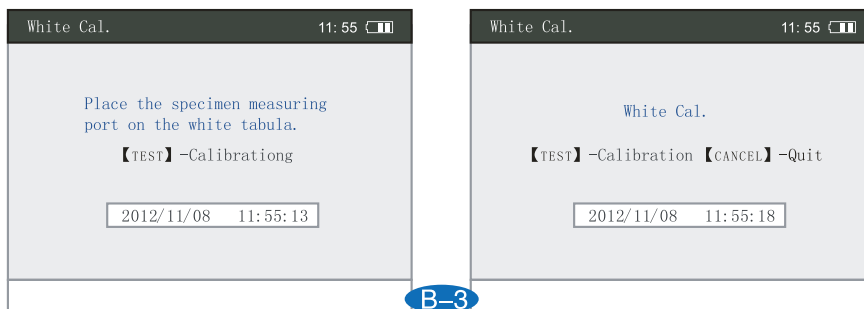 White Cal. 11:55
Place the specimen measuring
port on the white tabula.
【TEST】-Calibrationg
2012/11/08 11:55:13
White Cal. 11:55
White Cal.
【TEST】-Calibration 【CANCEL】-Quit
2012/11/08 11:55:18
B-3